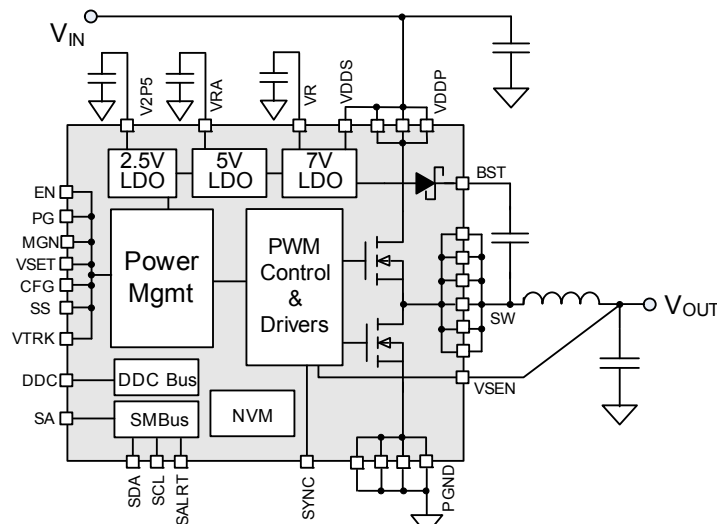 VIN
V2P5
VRA
VR
VDDS
VDDP
2.5V
LDO
5V
LDO
7V
LDO
BST
EN
PG
MGN
VSET
CFG
SS
VTRK
Power
Mgmt
PWM
Control
&
Drivers
SW
VOUT
VSEN
DDC
DDC Bus
SA
SMBus
NVM
SDA
SCL
SALRT
SYNC
PGND